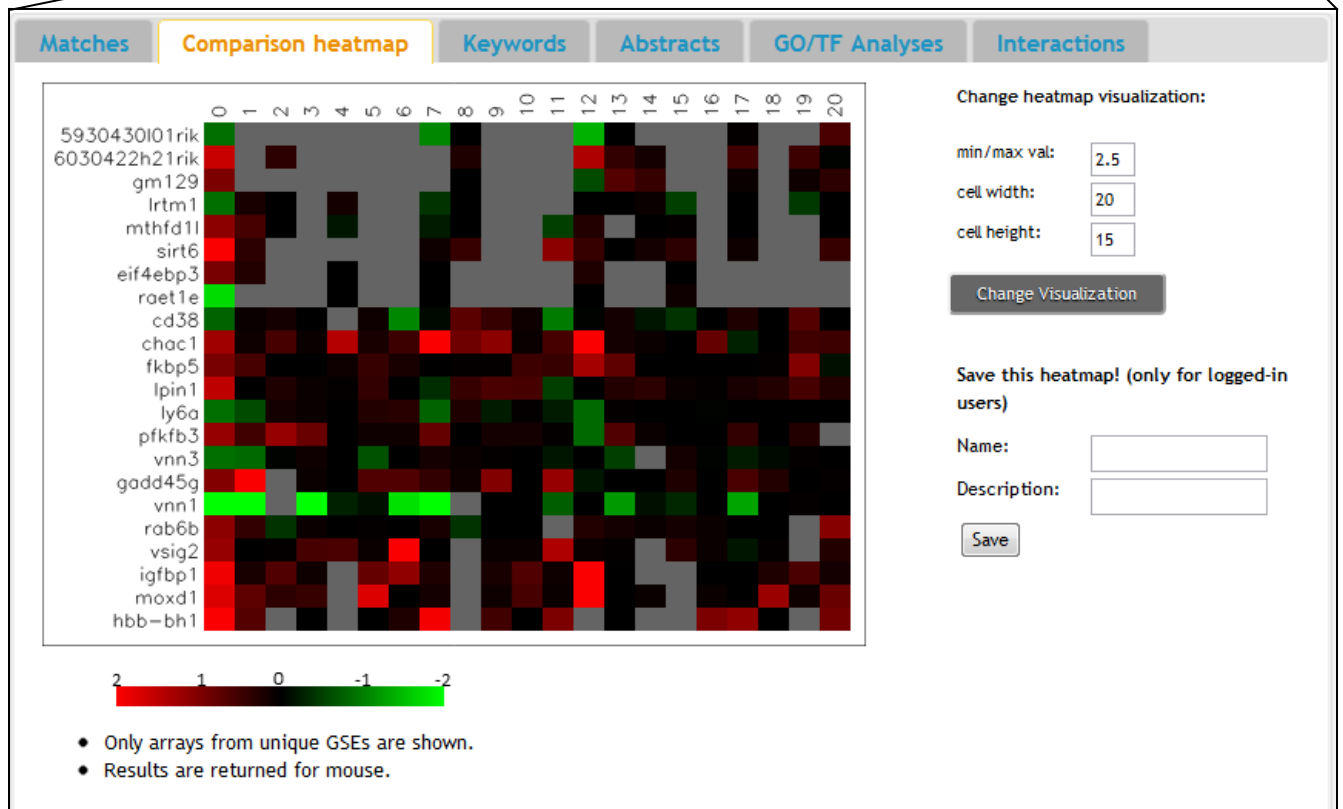 Matches Comparison heatmap Keywords Abstracts GO/TF Analyses Interactions
0 1 2 3 4 5 6 7 8 9 10 11 12 13 14 15 16 17 18 19 20
5930430l01rik
6030422h21rik
gm129
lrtm1
mthfd1l
sirt6
eif4ebp3
raet1e
cd38
chac1
fkbp5
lpin1
ly6a
pfkfb3
vnn3
gadd45g
vnn1
rab6b
vsig2
igfbp1
moxd1
hbb-bh1
2 1 0 -1 -2
• Only arrays from unique GSEs are shown.
• Results are returned for mouse.
Change heatmap visualization:
min/max val: 2.5
cell width: 20
cell height: 15
Change Visualization
Save this heatmap! (only for logged-in
users)
Name:
Description:
Save